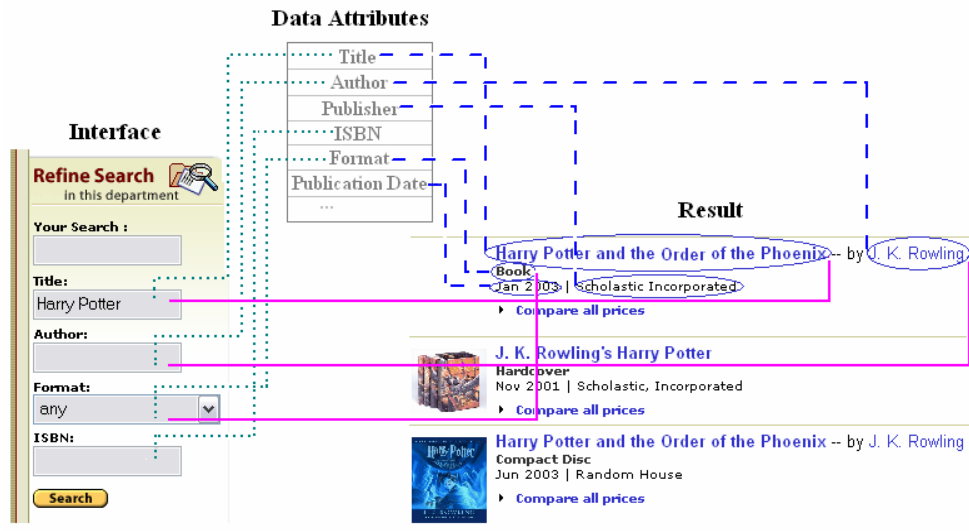 Data Attributes
Title
Author
Publisher
ISBN
Format
Publication Date
...
Interface
Refine Search
in this department
Your Search :
Title:
Harry Potter
Author:
Format:
any
ISBN:
Search
Result
Harry Potter and the Order of the Phoenix -- by J. K. Rowling
Book
Jan 2003 | Scholastic Incorporated
Compare all prices
J. K. Rowling's Harry Potter
Hardcover
Nov 2001 | Scholastic, Incorporated
Compare all prices
Harry Potter and the Order of the Phoenix -- by J. K. Rowling
Compact Disc
Jun 2003 | Random House
Compare all prices
Harry Potter